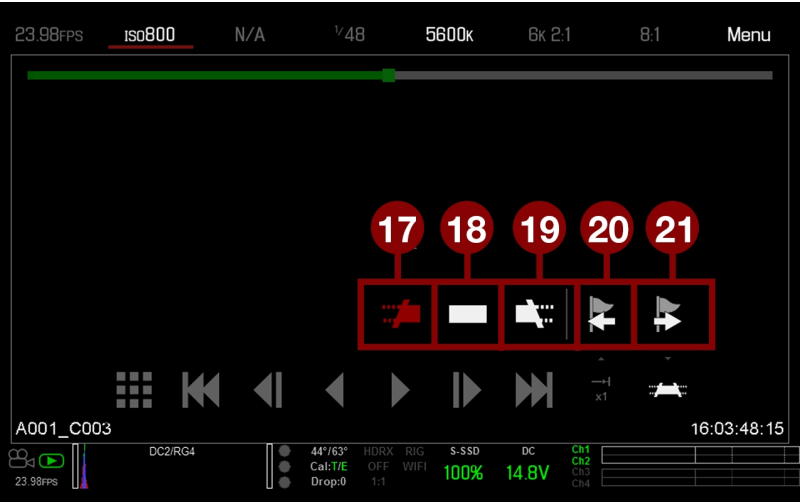 23.98FPS ISO800 N/A 1/48 5600K 6K 2:1 8:1 Menu
17 18 19 20 21
x1
A001_C003 16:03:48:15
DC2/RG4 44°/63° HDRX RIG S-SSD DC Ch1
Cal:T/E OFF WIFI 100% 14.8V Ch2
23.98FPS Drop:0 1:1 Ch3
Ch4